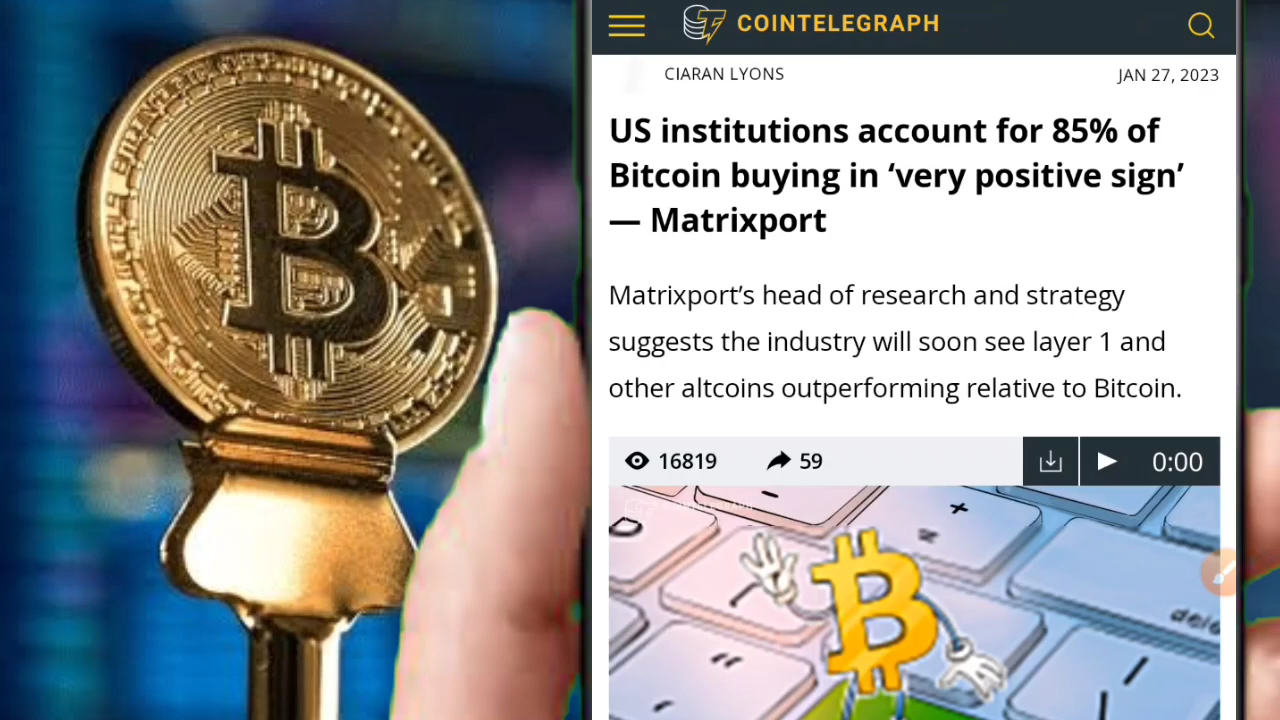 COINTELEGRAPH
CIARAN LYONS
JAN 27, 2023
US institutions account for 85% of
Bitcoin buying in ‘very positive sign’
— Matrixport
Matrixport’s head of research and strategy
suggests the industry will soon see layer 1 and
other altcoins outperforming relative to Bitcoin.
16819
59
0:00